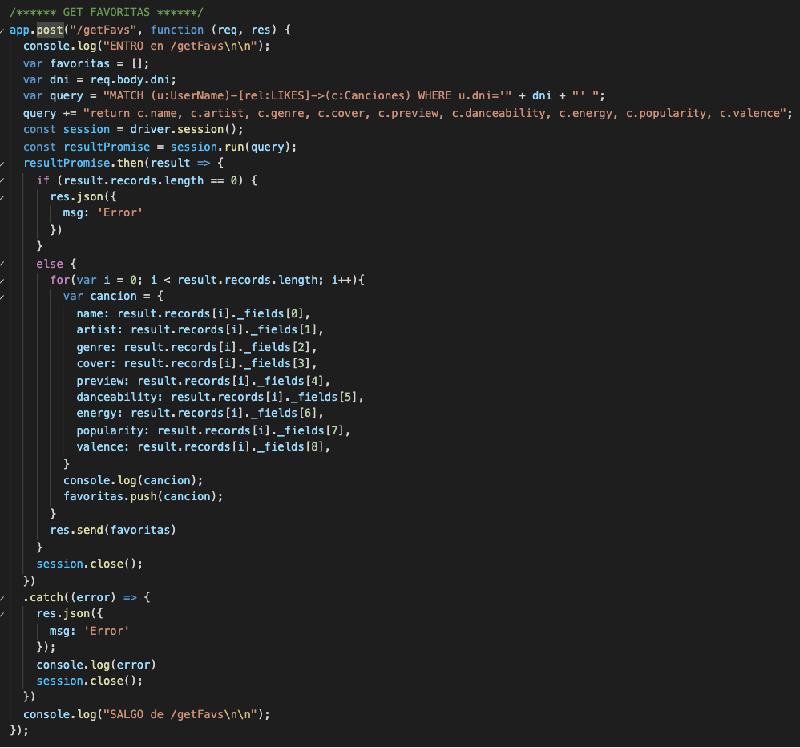 /****** GET FAVORITAS ******/
app.post("/getFavs", function (req, res) {
  console.log("ENTRO en /getFavs\n\n");
  var favoritas = [];
  var dni = req.body.dni;
  var query = "MATCH (u:UserName)-[rel:LIKES]->(c:Canciones) WHERE u.dni='" + dni + "' ";
  query += "return c.name, c.artist, c.genre, c.cover, c.preview, c.danceability, c.energy, c.popularity, c.valence";
  const session = driver.session();
  const resultPromise = session.run(query);
  resultPromise.then(result => {
    if (result.records.length == 0) {
      res.json({
        msg: 'Error'
      })
    }
    else {
      for(var i = 0; i < result.records.length; i++){
        var cancion = {
          name: result.records[i]._fields[0],
          artist: result.records[i]._fields[1],
          genre: result.records[i]._fields[2],
          cover: result.records[i]._fields[3],
          preview: result.records[i]._fields[4],
          danceability: result.records[i]._fields[5],
          energy: result.records[i]._fields[6],
          popularity: result.records[i]._fields[7],
          valence: result.records[i]._fields[8],
        }
        console.log(cancion);
        favoritas.push(cancion);
      }
      res.send(favoritas)
    }
    session.close();
  })
  .catch((error) => {
    res.json({
      msg: 'Error'
    });
    console.log(error)
    session.close();
  })
  console.log("SALGO de /getFavs\n\n");
});